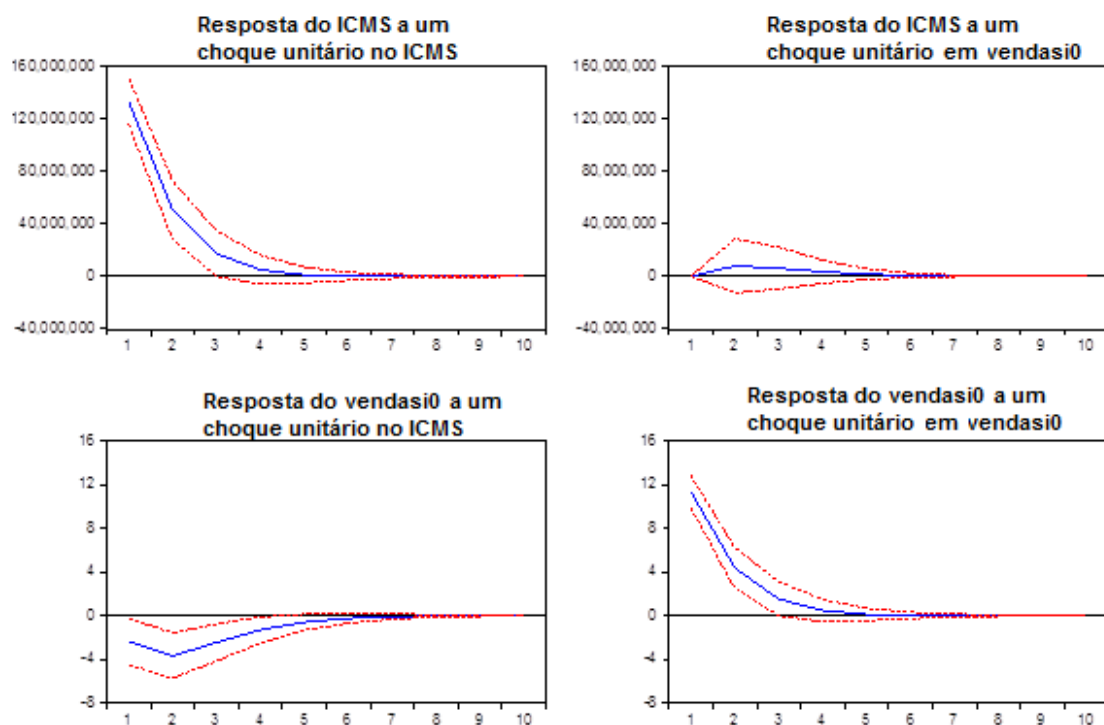 Resposta do ICMS a um
choque unitário no ICMS
160,000,000
120,000,000
80,000,000
40,000,000
0
-40,000,000
1 2 3 4 5 6 7 8 9 10
Resposta do ICMS a um
choque unitário em vendasi0
160,000,000
120,000,000
80,000,000
40,000,000
0
-40,000,000
1 2 3 4 5 6 7 8 9 10
Resposta do vendasi0 a um
choque unitário no ICMS
16
12
8
4
0
-4
-8
1 2 3 4 5 6 7 8 9 10
Resposta do vendasi0 a um
choque unitário em vendasi0
16
12
8
4
0
-4
-8
1 2 3 4 5 6 7 8 9 10